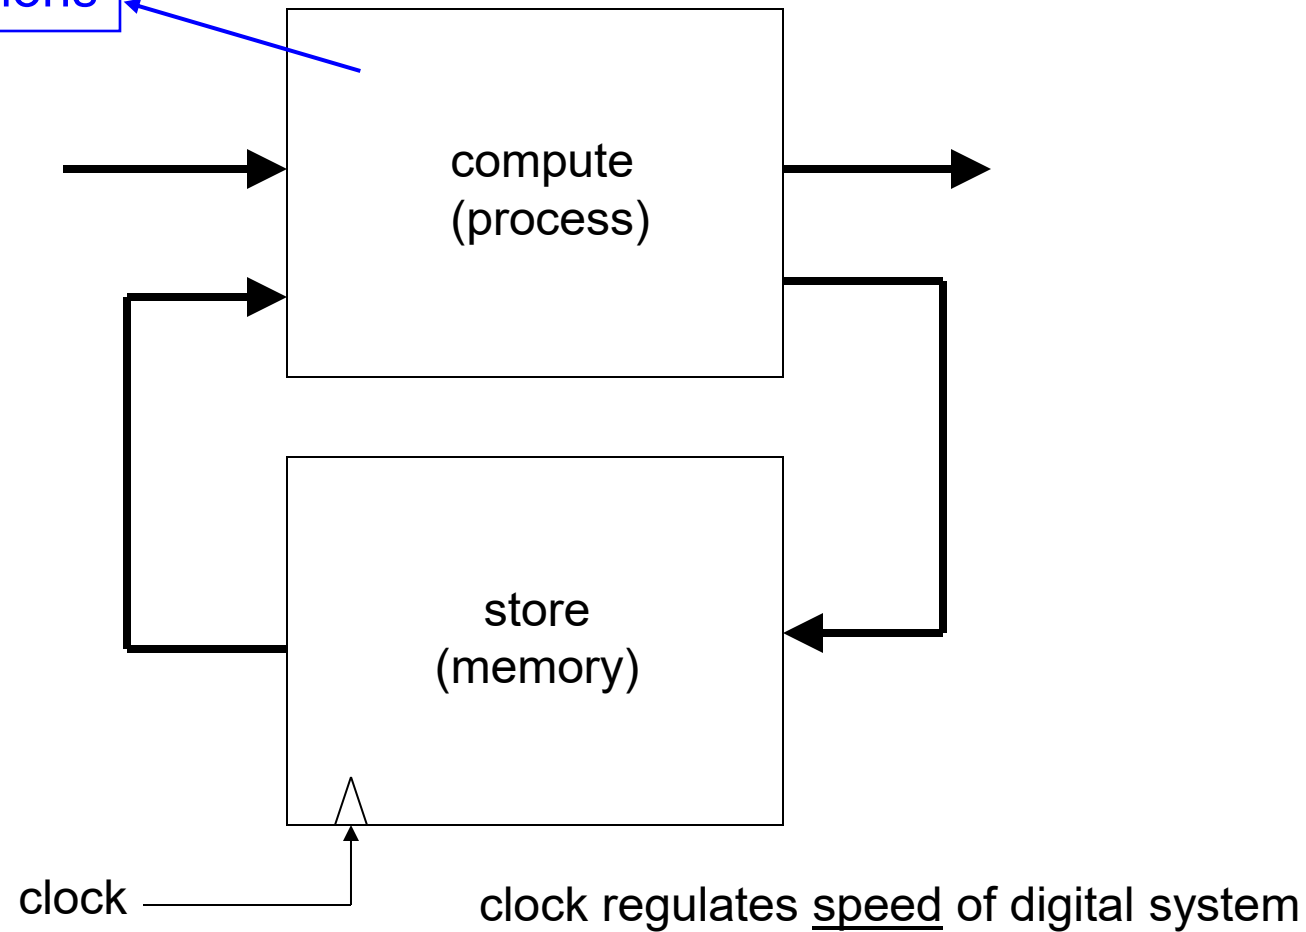 compute
(process)
store
(memory)
clock
clock regulates speed of digital system